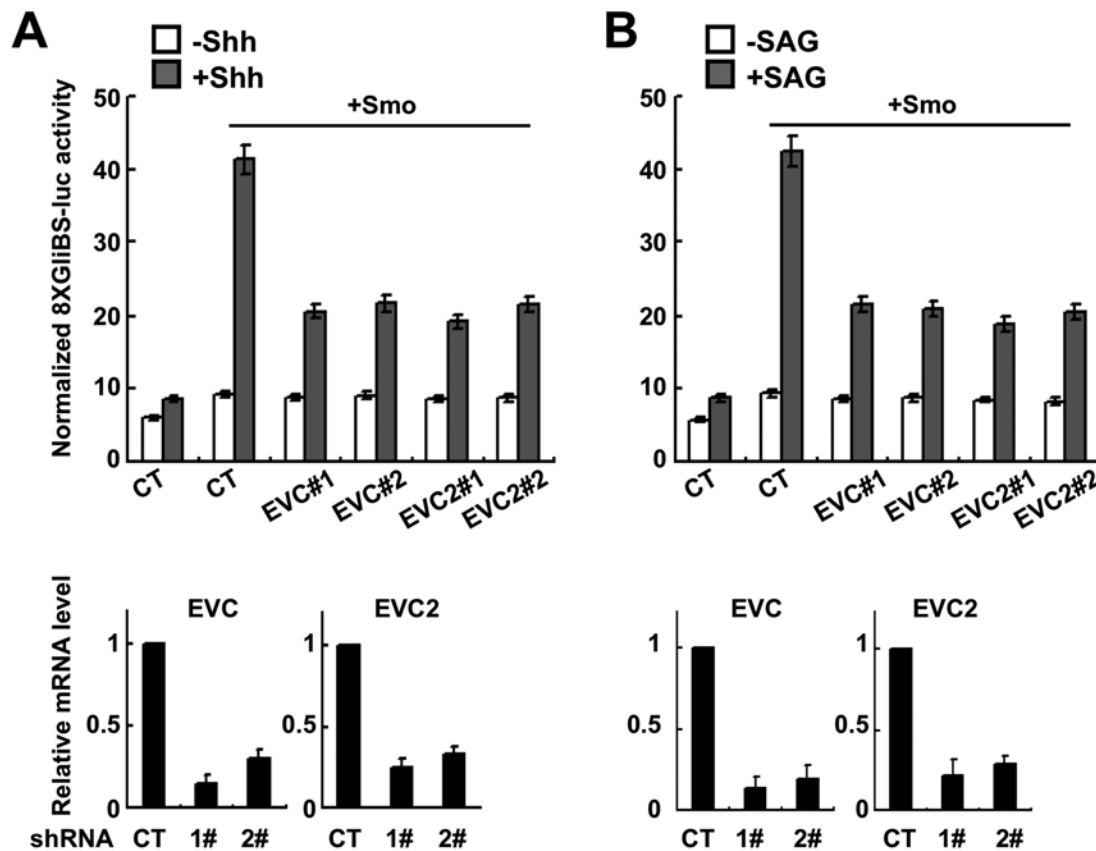 A
-Shh
+Shh
Normalized 8XGliBS-luc activity
50
40
30
20
10
0
+Smo
CT
CT
EVC#1
EVC#2
EVC2#1
EVC2#2
B
-SAG
+SAG
50
40
30
20
10
0
+Smo
CT
CT
EVC#1
EVC#2
EVC2#1
EVC2#2
Relative mRNA level
EVC
1
0.5
0
EVC2
1
0.5
0
shRNA CT 1# 2# CT 1# 2#
EVC
1
0.5
0
CT 1# 2#
EVC2
1
0.5
0
CT 1# 2#